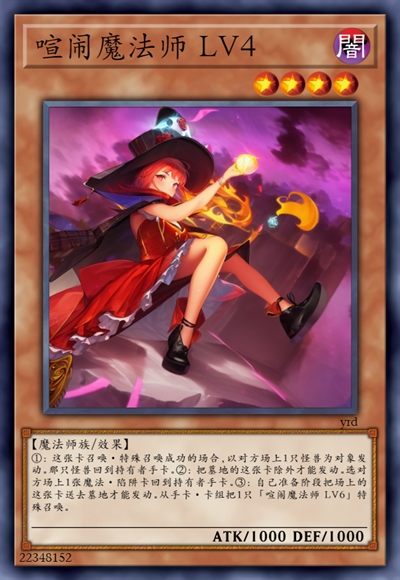 喧闹魔法师 LV4
闇
yrd
【魔法师族/效果】
①:这张卡召唤·特殊召唤成功的场合,以对方场上1只怪兽为对象发
动。那只怪兽回到持有者手卡。②:把墓地的这张卡除外才能发动。选对
方场上1张魔法·陷阱卡回到持有者手卡。③:自己准备阶段把场上的
这张卡送去墓地才能发动。从手卡·卡组把1只「喧闹魔法师 LV6」特
殊召唤。
ATK/1000 DEF/1000
22348152